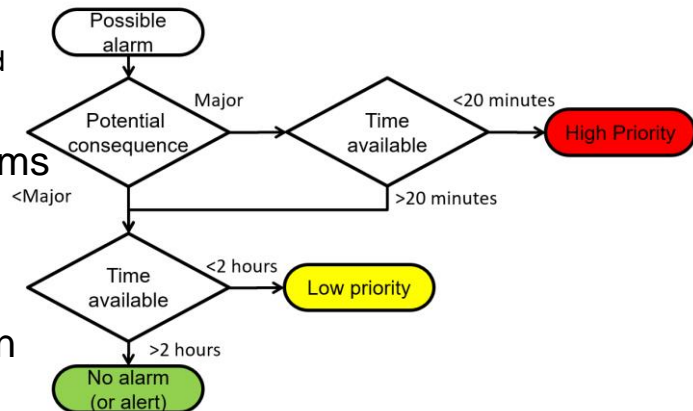 Possible
alarm
d
Major
<20 minutes
Potential
consequence
Time
available
High Priority
ms
<Major
>20 minutes
Time
available
<2 hours
Low priority
n
>2 hours
No alarm
(or alert)